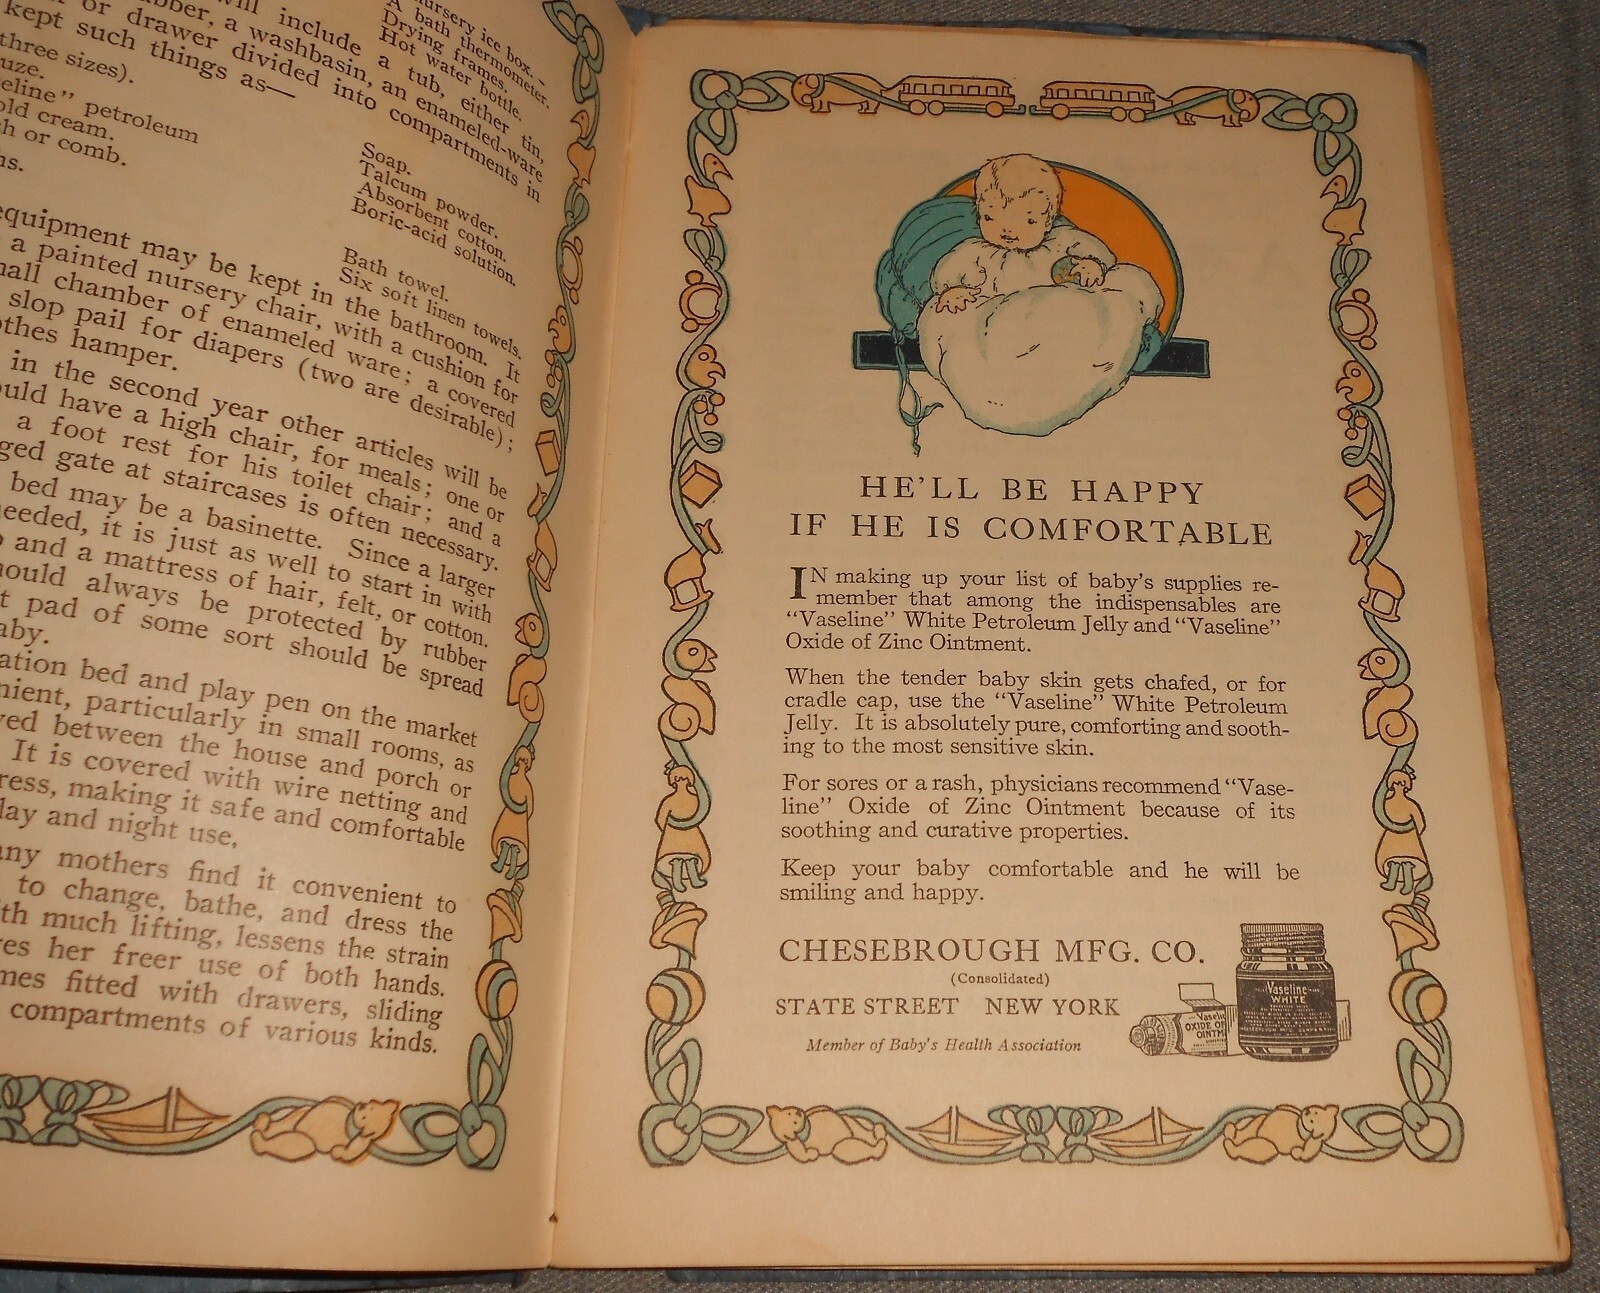 will include
ubber, a washbasin, an enameled-ware
or drawer divided into compartments in
kept such things as—
a tub, either tin,
nursery ice box.
A bath thermometer.
Drying frames.
Hot water bottle.
three sizes).
eline" petroleum
old cream.
h or comb.
Soap.
Talcum powder.
Absorbent cotton.
Boric-acid solution.
Bath towel.
Six soft linen towels.
equipment may be kept in the bathroom. It
a painted nursery chair, with a cushion for
mall chamber of enameled ware; a covered
slop pail for diapers (two are desirable);
othes hamper.
in the second year other articles will be
ould have a high chair, for meals; one or
a foot rest for his toilet chair; and a
ged gate at staircases is often necessary.
bed may be a basinette. Since a larger
needed, it is just as well to start in with
and a mattress of hair, felt, or cotton.
hould always be protected by rubber
t pad of some sort should be spread
aby.
ation bed and play pen on the market
nient, particularly in small rooms, as
ved between the house and porch or
It is covered with wire netting and
ress, making it safe and comfortable
day and night use,
any mothers find it convenient to
to change, bathe, and dress the
th much lifting, lessens the strain
es her freer use of both hands.
mes fitted with drawers, sliding
compartments of various kinds.
HE'LL BE HAPPY
IF HE IS COMFORTABLE
IN making up your list of baby's supplies re-
member that among the indispensables are
"Vaseline" White Petroleum Jelly and "Vaseline"
Oxide of Zinc Ointment.
When the tender baby skin gets chafed, or for
cradle cap, use the "Vaseline" White Petroleum
Jelly. It is absolutely pure, comforting and sooth-
ing to the most sensitive skin.
For sores or a rash, physicians recommend "Vase-
line" Oxide of Zinc Ointment because of its
soothing and curative properties.
Keep your baby comfortable and he will be
smiling and happy.
CHESEBROUGH MFG. CO.
(Consolidated)
STATE STREET NEW YORK
Member of Baby's Health Association
Vaseline
WHITE
Vaseli
OXIDE OF
OINTM